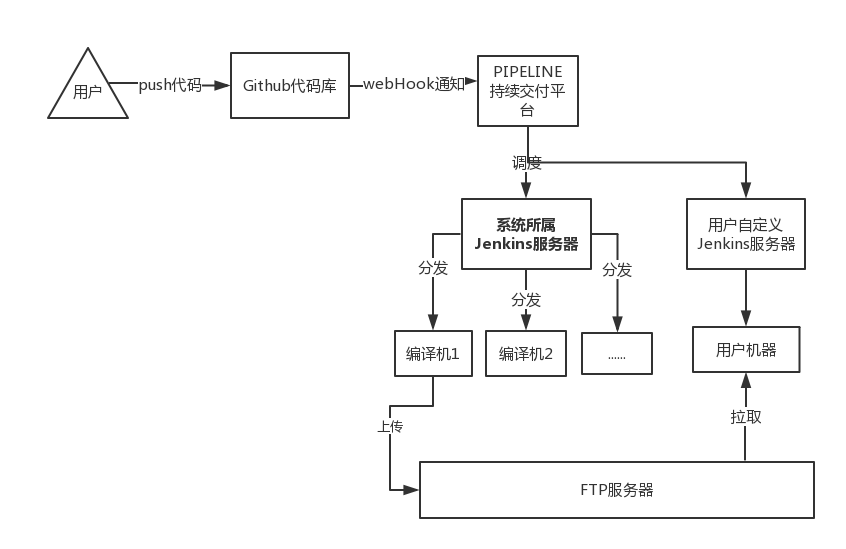 用户
push代码
Github代码库
webHook通知
PIPELINE
持续交付平
台
调度
系统所属
Jenkins服务器
用户自定义
Jenkins服务器
分发
分发
分发
编译机1
编译机2
......
用户机器
上传
拉取
FTP服务器